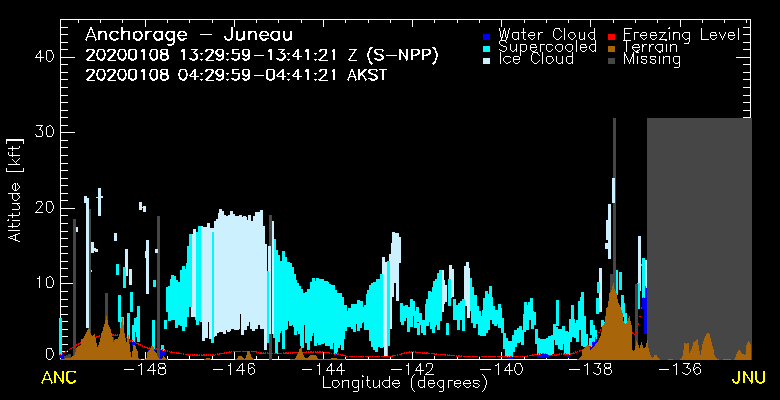 Anchorage - Juneau
20200108 13:29:59-13:41:21 Z (S-NPP)
20200108 04:29:59-04:41:21 AKST
Water Cloud
Supercooled
Ice Cloud
Freezing Level
Terrain
Missing
Altitude [kft]
40
30
20
10
0
-148 -146 -144 -142 -140 -138 -136
ANC Longitude (degrees) JNU